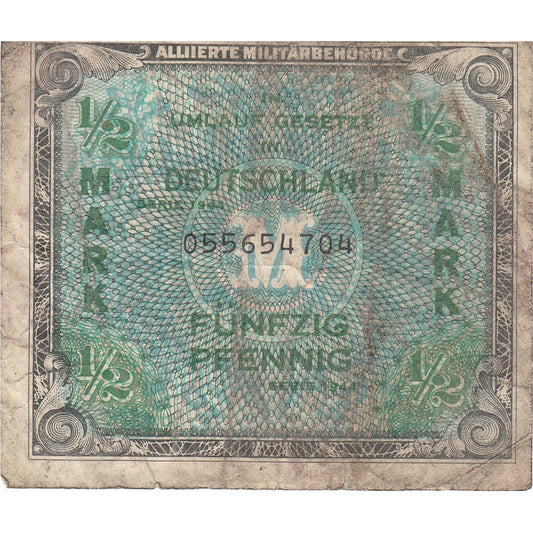 ALLIIERTE MILITÄRBEHÖRDE
1/2 1/2
IN
UMLAUF GESETZT
IN
DEUTSCHLAND
SERIE 1944
MARK MARK
055654704
M
FÜNFZIG
PFENNIG
SERIE 1944
1/2 1/2